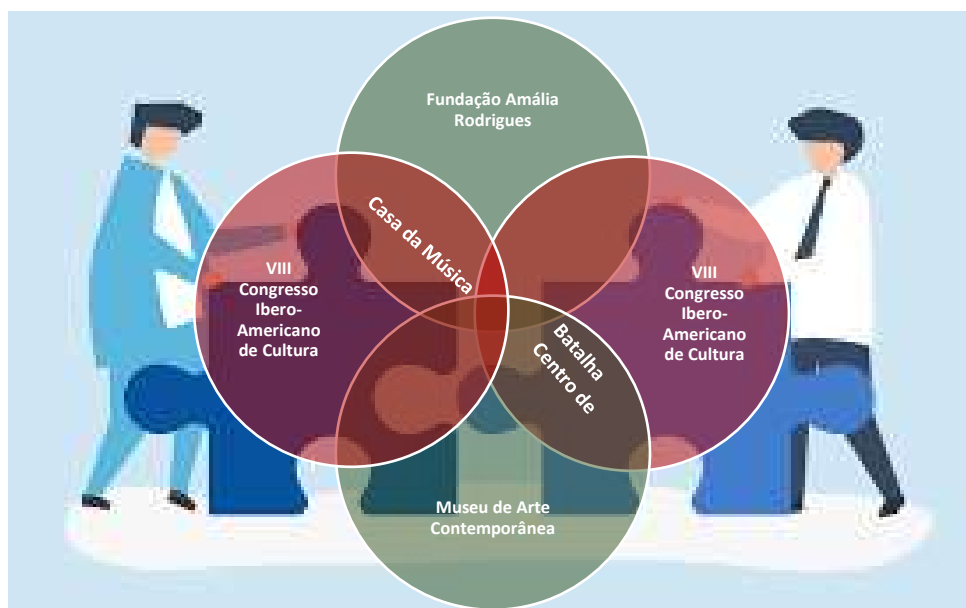 Fundação Amália
Rodrigues
Casa da Música
VIII
Congresso
Ibero-
Americano
de Cultura
VIII
Congresso
Ibero-
Americano
de Cultura
Batalha
Centro de
Museu de Arte
Contemporânea